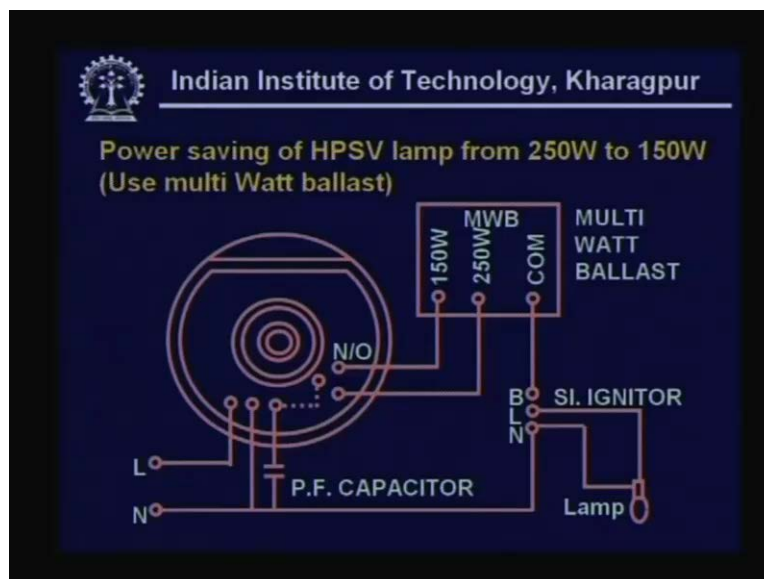 Indian Institute of Technology, Kharagpur
Power saving of HPSV lamp from 250W to 150W
(Use multi Watt ballast)
MWB
150W
250W
COM
MULTI
WATT
BALLAST
N/O
B
L
N
SI. IGNITOR
L
P.F. CAPACITOR
N
Lamp